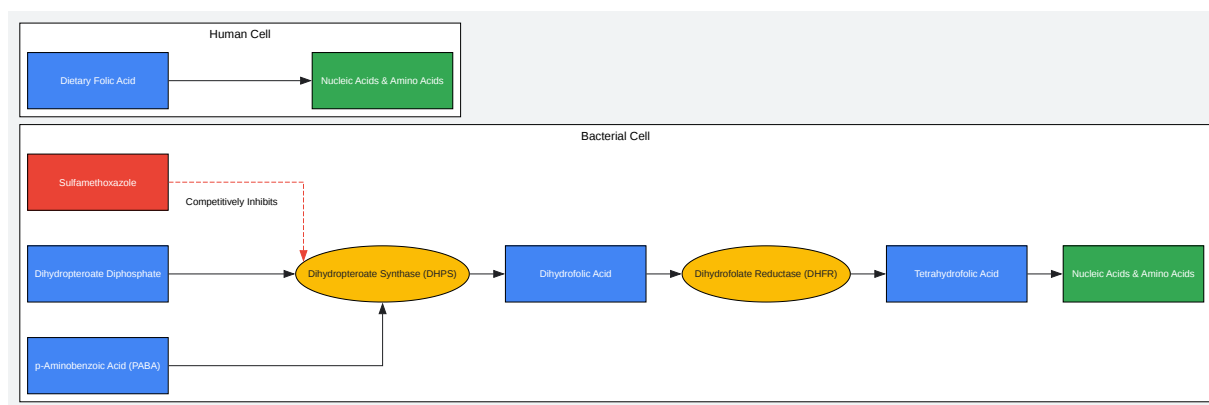 Human Cell
Dietary Folic Acid
Nucleic Acids & Amino Acids
Bacterial Cell
Sulfamethoxazole
Competitively Inhibits
Dihydropteroate Diphosphate
Dihydropteroate Synthase (DHPS)
Dihydrofolic Acid
Dihydrofolate Reductase (DHFR)
Tetrahydrofolic Acid
Nucleic Acids & Amino Acids
p-Aminobenzoic Acid (PABA)